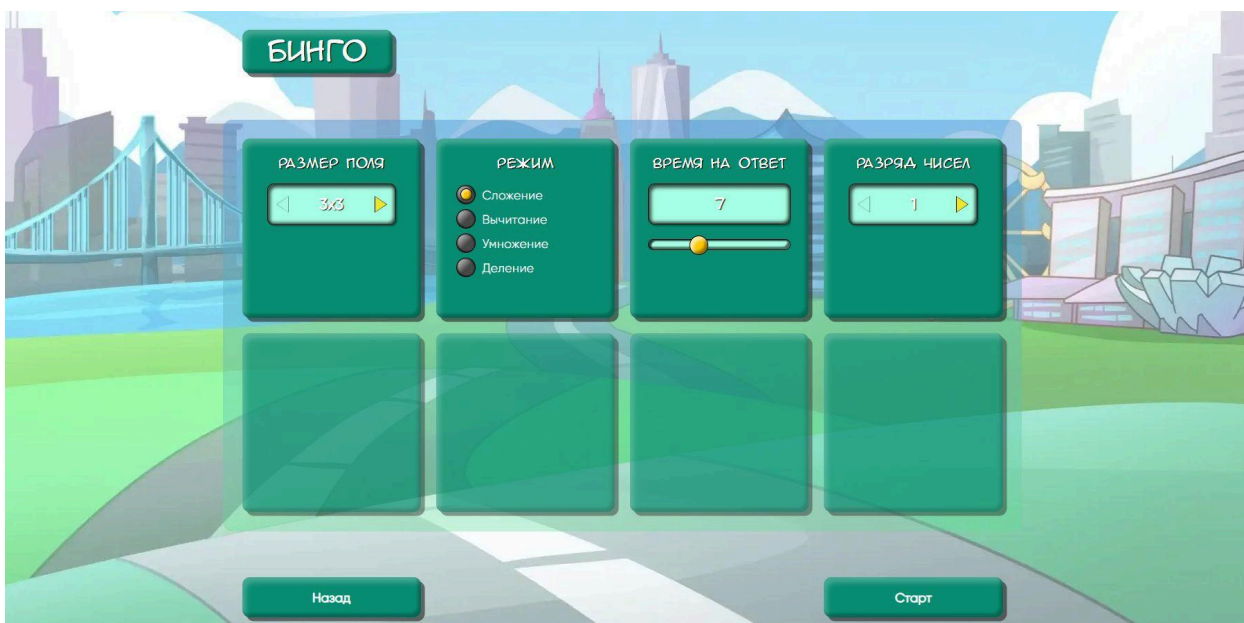 БИНГО
РАЗМЕР ПОЛЯ
3x3
РЕЖИМ
Сложение
Вычитание
Умножение
Деление
ВРЕМЯ НА ОТВЕТ
7
РАЗРЯД ЧИСЕЛ
1
Назад
Старт